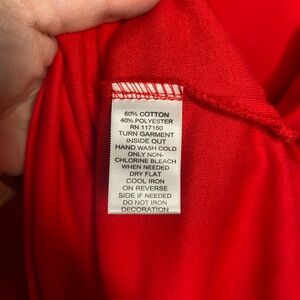 60% COTTON
40% POLYESTER
RN 117150
TURN GARMENT
INSIDE OUT
HAND WASH COLD
ONLY NON-
CHLORINE BLEACH
WHEN NEEDED
DRY FLAT
COOL IRON
ON REVERSE
SIDE IF NEEDED
DO NOT IRON
DECORATION